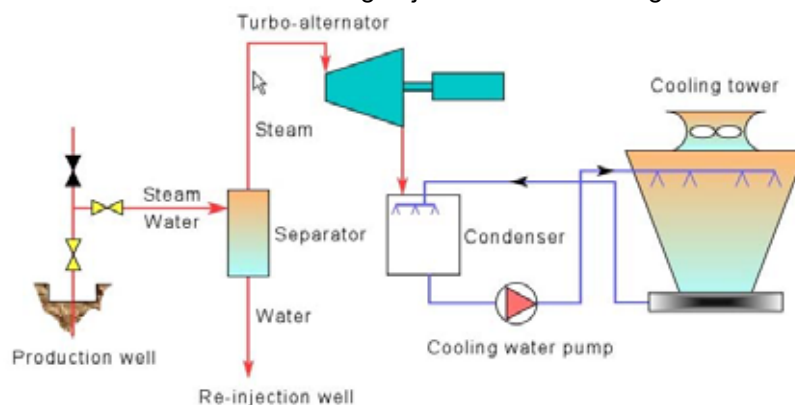 Turbo-alternator
Cooling tower
Steam
Steam
Water
Separator
Condenser
Water
Production well
Cooling water pump
Re-injection well